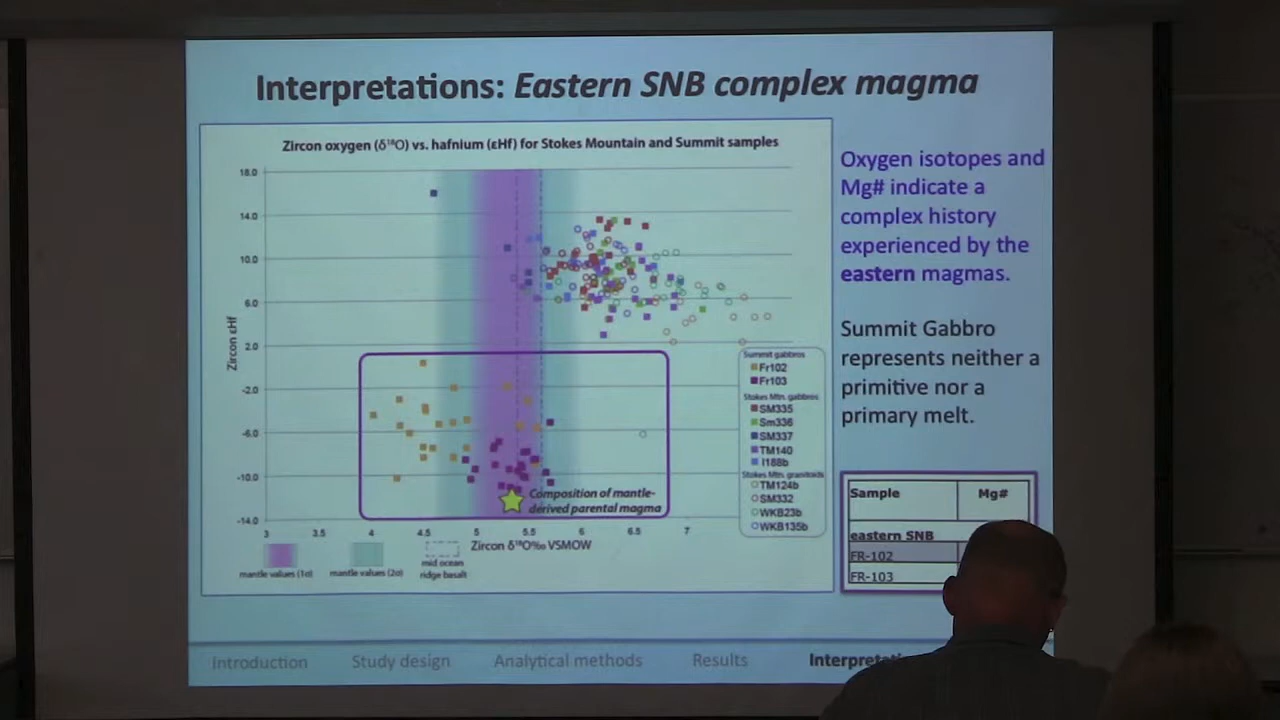 Interpretations: Eastern SNB complex magma
Zircon oxygen (δ¹⁸O) vs. hafnium (εHf) for Stokes Mountain and Summit samples
18.0
14.0
10.0
6.0
2.0
-2.0
-6.0
-10.0
-14.0
Zircon εHf
3
3.5
4
4.5
5
5.5
6
6.5
7
Zircon δ¹⁸O‰ VSMOW
Composition of mantle-
derived parental magma
Summit gabbros
Fr102
Fr103
Stokes Mtn. gabbros
SM335
Sm336
SM337
TM140
I188b
Stokes Mtn. granitoids
TM124b
SM332
WKB23b
WKB135b
mantle values (1σ)
mantle values (2σ)
mid ocean
ridge basalt
Oxygen isotopes and
Mg# indicate a
complex history
experienced by the
eastern magmas.
Summit Gabbro
represents neither a
primitive nor a
primary melt.
Sample Mg#
eastern SNB
FR-102
FR-103
Introduction Study design Analytical methods Results